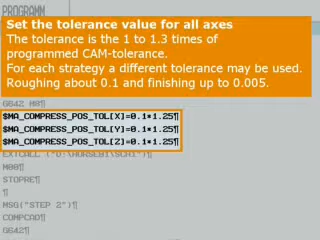 PROGRAMM
Set the tolerance value for all axes
The tolerance is the 1 to 1.3 times of
programmed CAM-tolerance.
For each strategy a different tolerance may be used.
Roughing about 0.1 and finishing up to 0.005.
G642 M8¶
$MA_COMPRESS_POS_TOL[X]=0.1*1.25¶
$MA_COMPRESS_POS_TOL[Y]=0.1*1.25¶
$MA_COMPRESS_POS_TOL[Z]=0.1*1.25¶
EXTCALL ("D:\NURSE01\SCH1")
M00¶
STOPRE¶
¶
MSG("STEP 2")¶
COMPCAD¶
G642¶